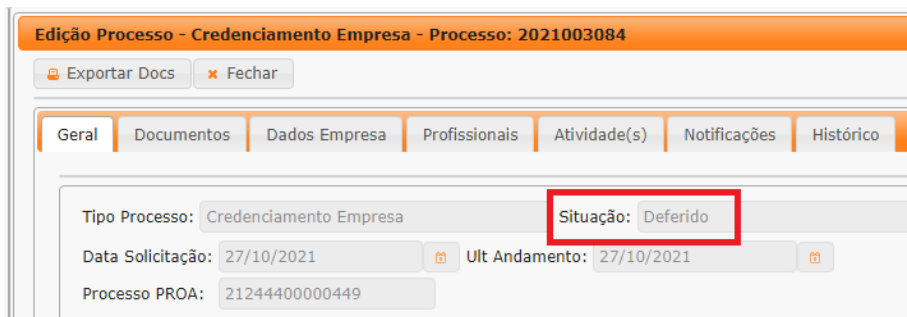 Edição Processo - Credenciamento Empresa - Processo: 2021003084
Exportar Docs Fechar
Geral Documentos Dados Empresa Profissionais Atividade(s) Notificações Histórico
Tipo Processo: Credenciamento Empresa Situação: Deferido
Data Solicitação: 27/10/2021 Ult Andamento: 27/10/2021
Processo PROA: 21244400000449